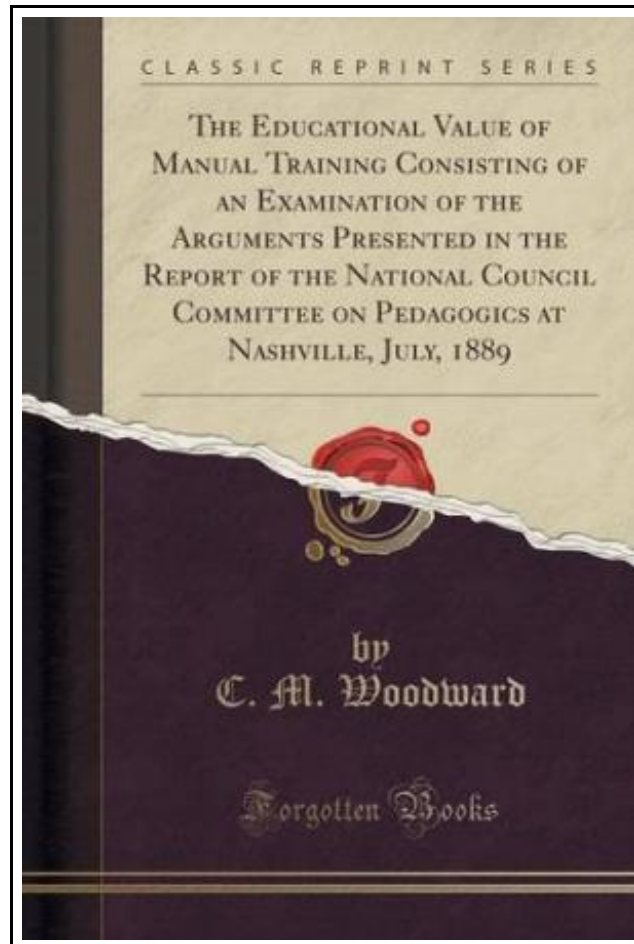 CLASSIC REPRINT SERIES
THE EDUCATIONAL VALUE OF
MANUAL TRAINING CONSISTING OF
AN EXAMINATION OF THE
ARGUMENTS PRESENTED IN THE
REPORT OF THE NATIONAL COUNCIL
COMMITTEE ON PEDAGOGICS AT
NASHVILLE, JULY, 1889
by
C. M. Woodward
Forgotten Books